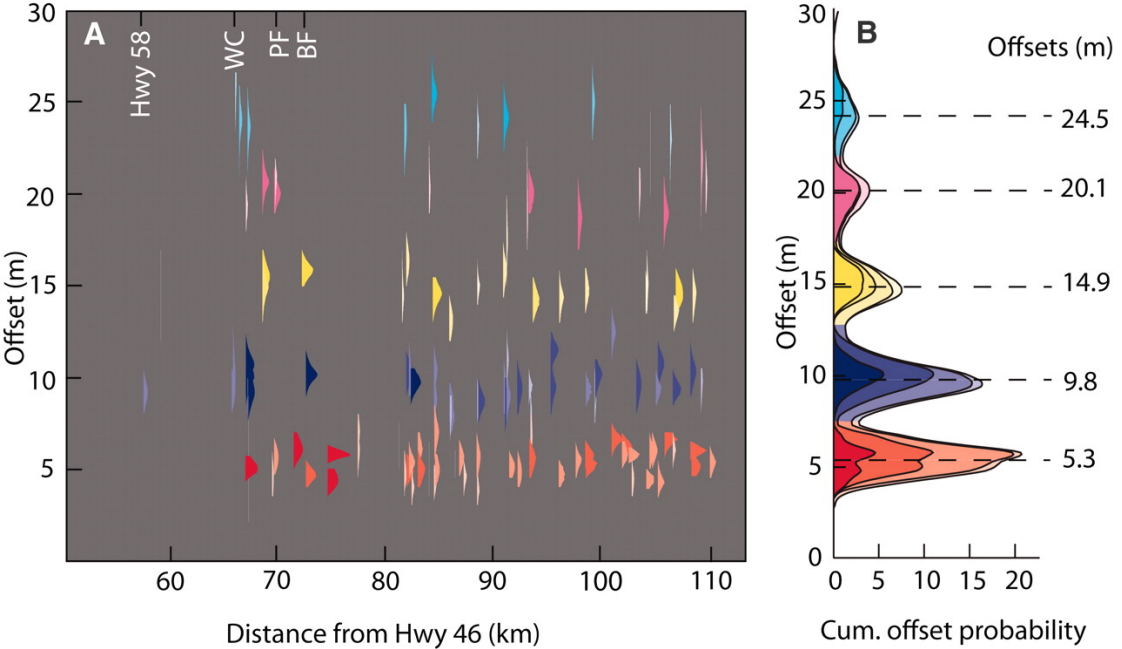 A
B
Hwy 58
WC
PF
BF
30
25
20
15
10
5
Offset (m)
60
70
80
90
100
110
Distance from Hwy 46 (km)
30
25
20
15
10
5
0
Offset (m)
Offsets (m)
24.5
20.1
14.9
9.8
5.3
0
5
10
15
20
Cum. offset probability